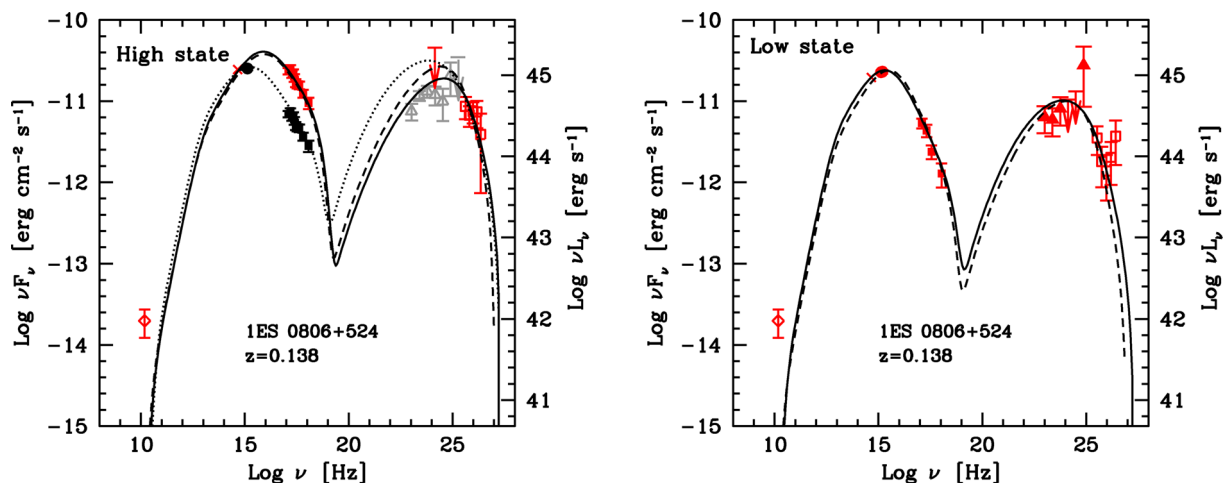 High state
-10
-11
-12
-13
-14
-15
10
15
20
25
45
44
43
42
41
Log νFν [erg cm⁻² s⁻¹]
Log νLν [erg s⁻¹]
1ES 0806+524
z=0.138
Log ν [Hz]
Low state
-10
-11
-12
-13
-14
-15
10
15
20
25
45
44
43
42
41
Log νFν [erg cm⁻² s⁻¹]
Log νLν [erg s⁻¹]
1ES 0806+524
z=0.138
Log ν [Hz]